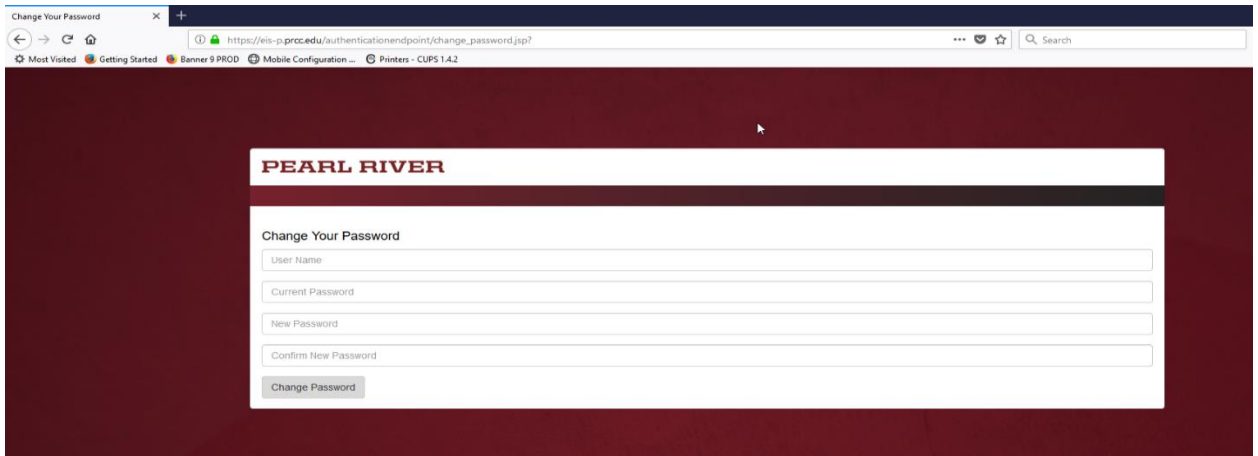 Change Your Password
https://eis-p.prcc.edu/authenticationendpoint/change_password.jsp?
Search
Most Visited Getting Started Banner 9 PROD Mobile Configuration ... Printers - CUPS 1.4.2
PEARL RIVER
Change Your Password
User Name
Current Password
New Password
Confirm New Password
Change Password